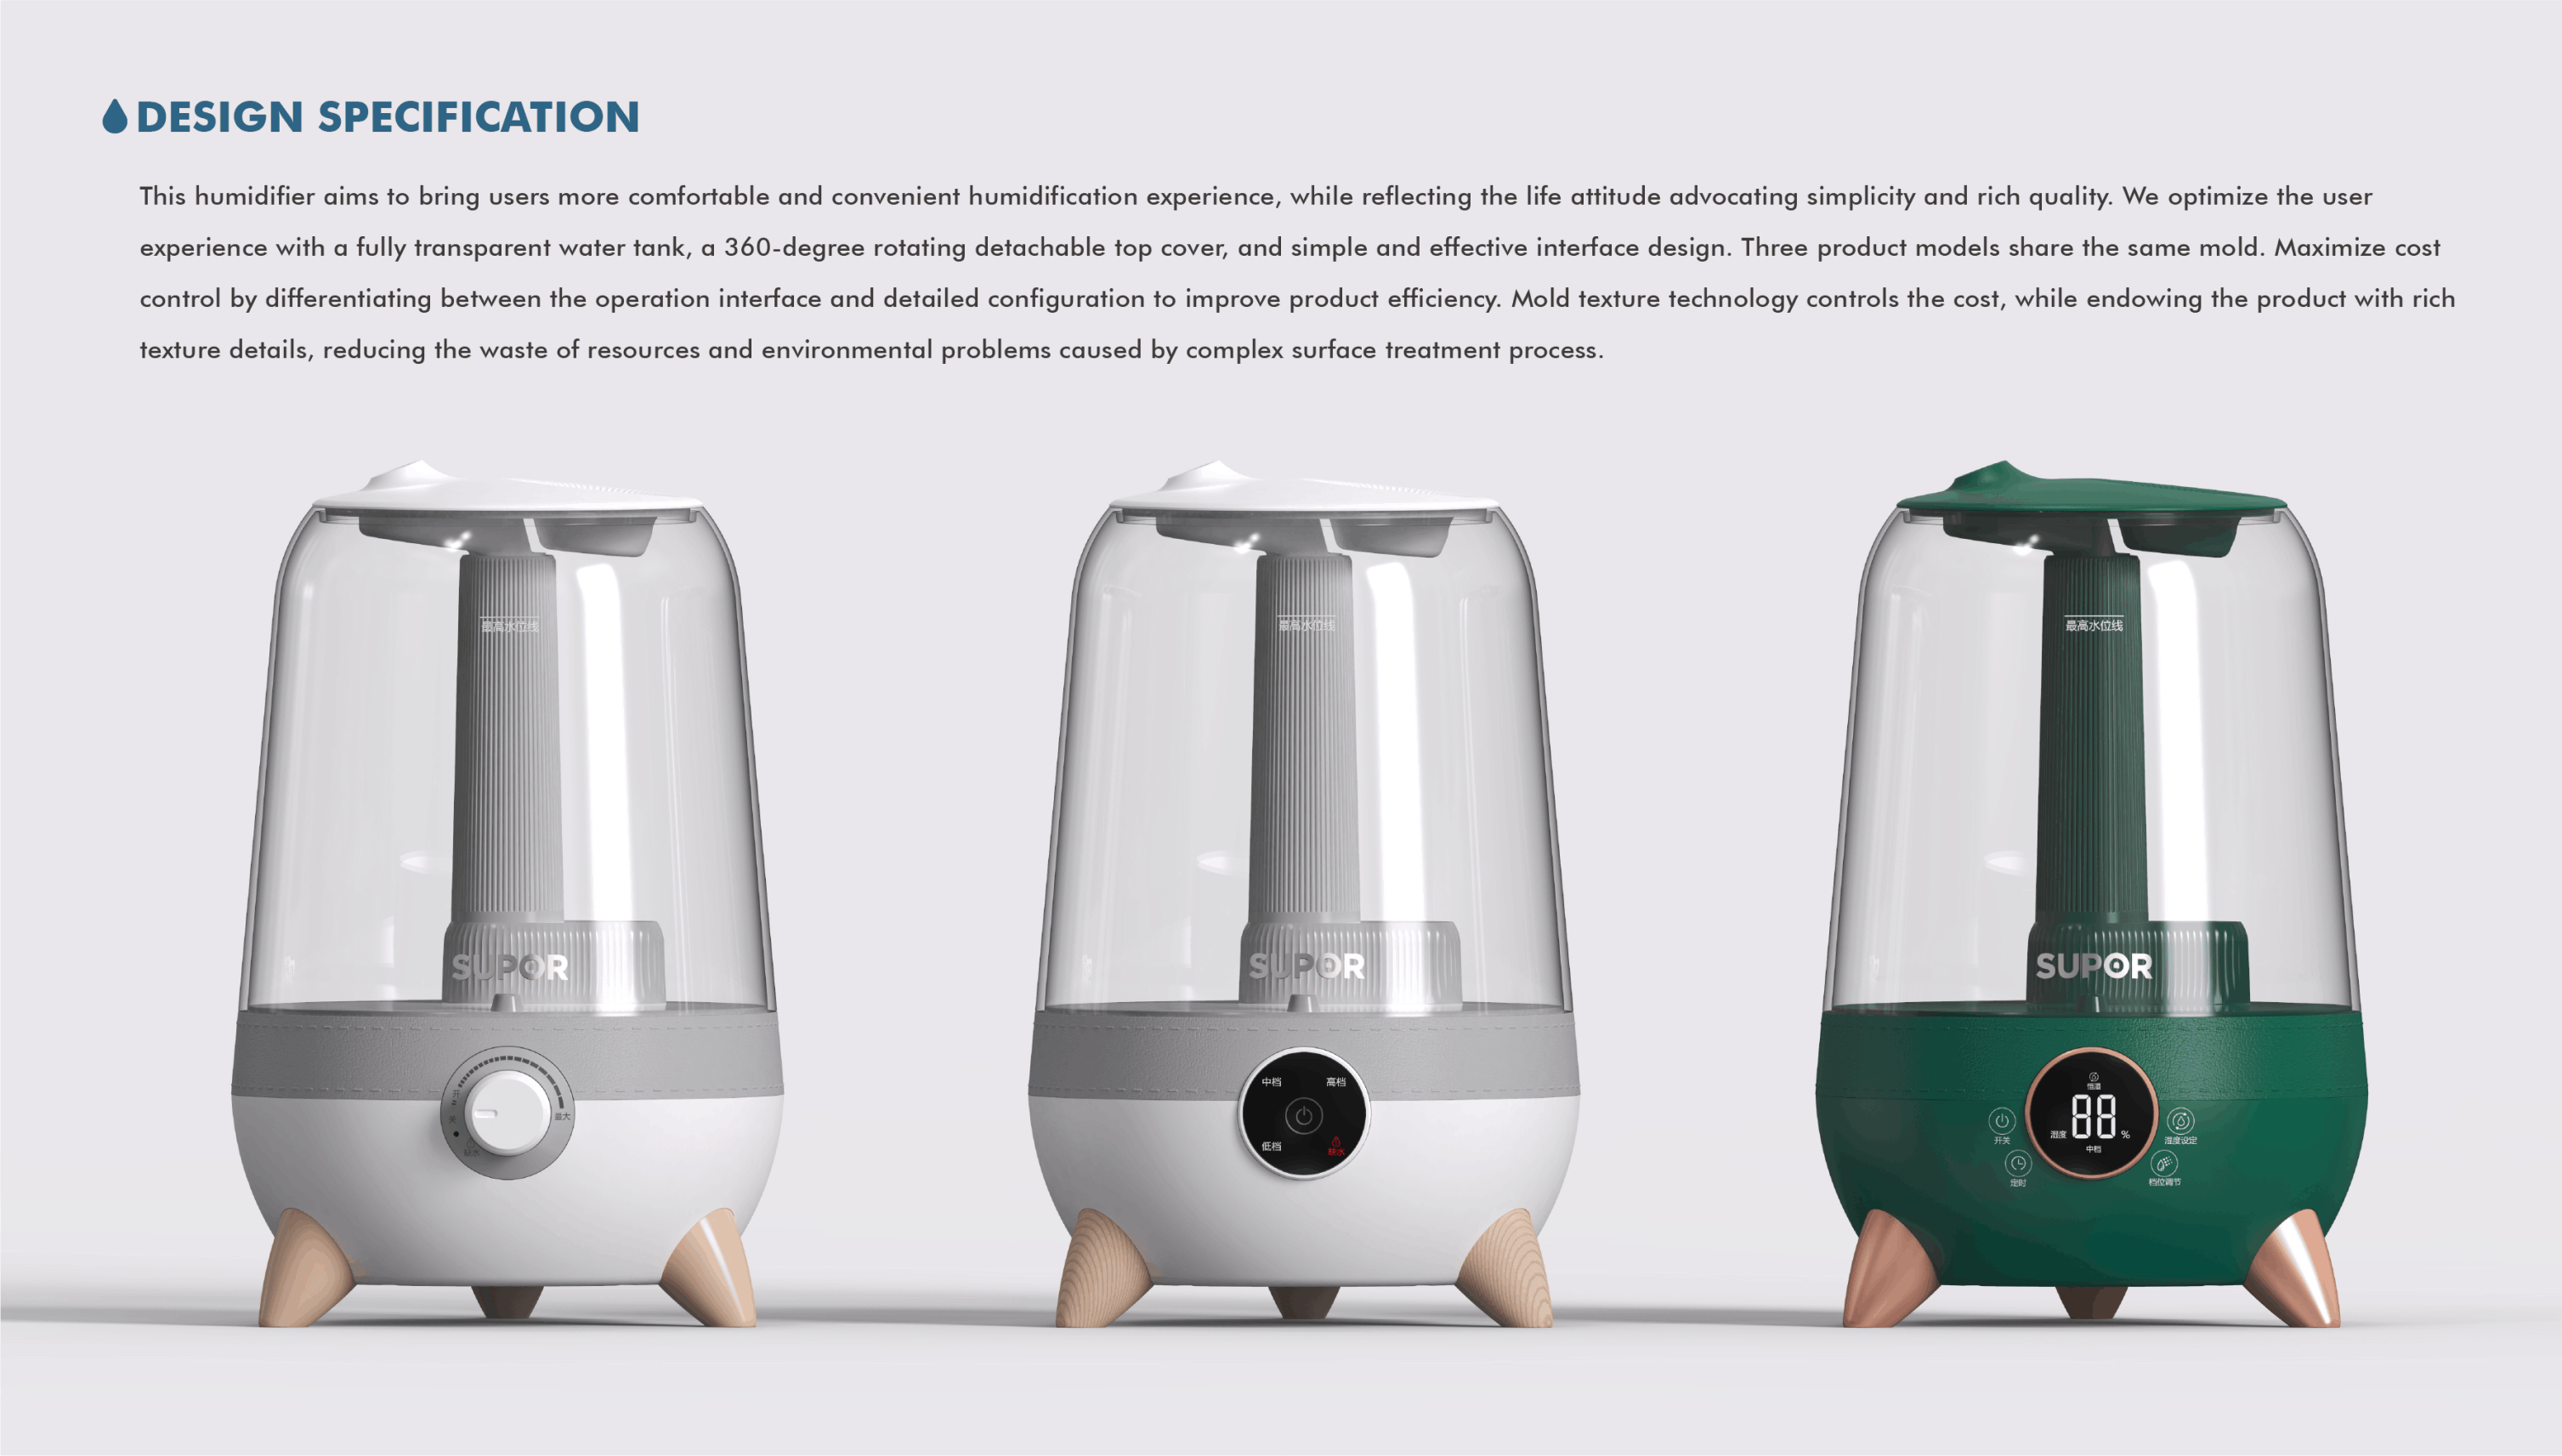 DESIGN SPECIFICATION
This humidifier aims to bring users more comfortable and convenient humidification experience, while reflecting the life attitude advocating simplicity and rich quality. We optimize the user
experience with a fully transparent water tank, a 360-degree rotating detachable top cover, and simple and effective interface design. Three product models share the same mold. Maximize cost
control by differentiating between the operation interface and detailed configuration to improve product efficiency. Mold texture technology controls the cost, while endowing the product with rich
texture details, reducing the waste of resources and environmental problems caused by complex surface treatment process.
最高水位线
SUPOR
开
关
最大
缺水
最高水位线
SUPOR
中档 高档
低档 缺水
最高水位线
SUPOR
恒湿
湿度 88 %
中档
开关
定时
湿度设定
档位调节